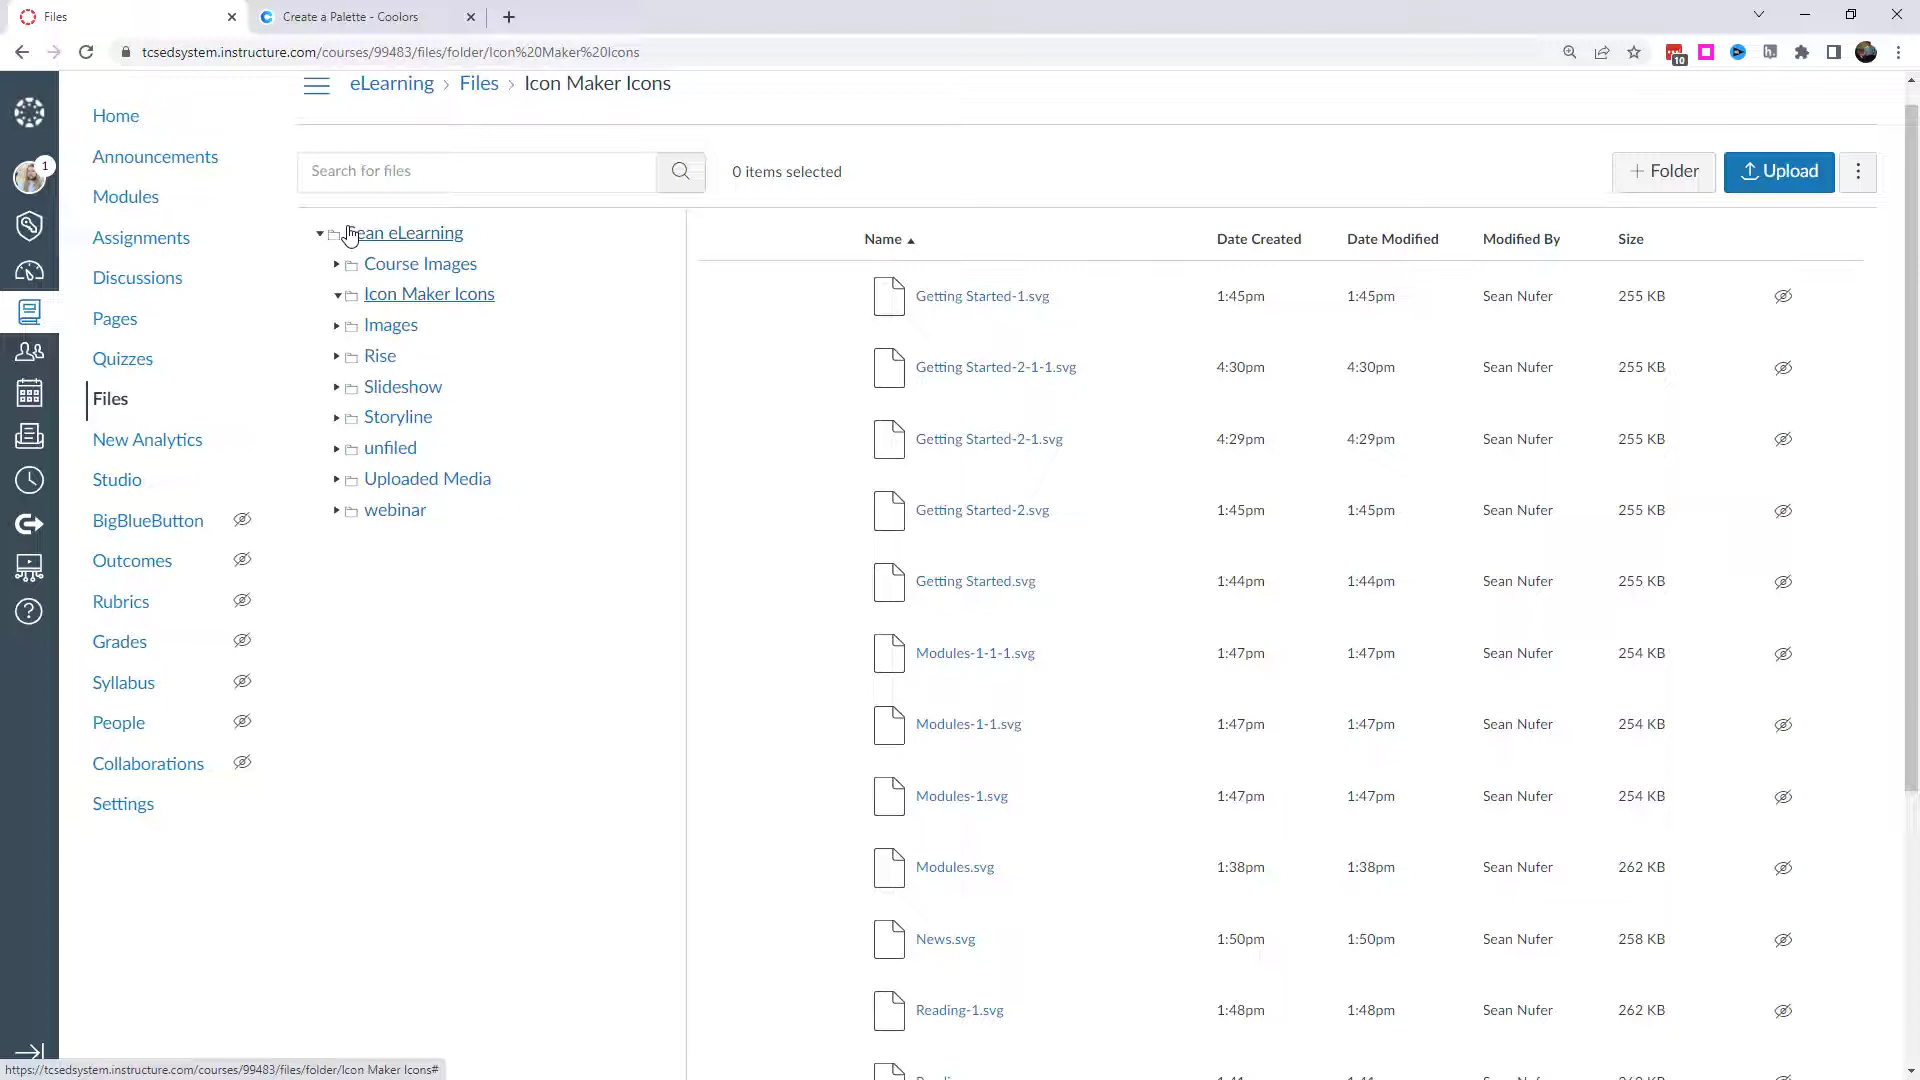 Files
Create a Palette - Coolors
tcsedsystem.instructure.com/courses/99483/files/folder/Icon%20Maker%20Icons
10
eLearning › Files › Icon Maker Icons
1
Home
Announcements
Modules
Assignments
Discussions
Pages
Quizzes
Files
New Analytics
Studio
BigBlueButton
Outcomes
Rubrics
Grades
Syllabus
People
Collaborations
Settings
Search for files
0 items selected
+ Folder
Upload
ean eLearning
Course Images
Icon Maker Icons
Images
Rise
Slideshow
Storyline
unfiled
Uploaded Media
webinar
Name Date Created Date Modified Modified By Size
Getting Started-1.svg 1:45pm 1:45pm Sean Nufer 255 KB
Getting Started-2-1-1.svg 4:30pm 4:30pm Sean Nufer 255 KB
Getting Started-2-1.svg 4:29pm 4:29pm Sean Nufer 255 KB
Getting Started-2.svg 1:45pm 1:45pm Sean Nufer 255 KB
Getting Started.svg 1:44pm 1:44pm Sean Nufer 255 KB
Modules-1-1-1.svg 1:47pm 1:47pm Sean Nufer 254 KB
Modules-1-1.svg 1:47pm 1:47pm Sean Nufer 254 KB
Modules-1.svg 1:47pm 1:47pm Sean Nufer 254 KB
Modules.svg 1:38pm 1:38pm Sean Nufer 262 KB
News.svg 1:50pm 1:50pm Sean Nufer 258 KB
Reading-1.svg 1:48pm 1:48pm Sean Nufer 262 KB
https://tcsedsystem.instructure.com/courses/99483/files/folder/Icon Maker Icons#